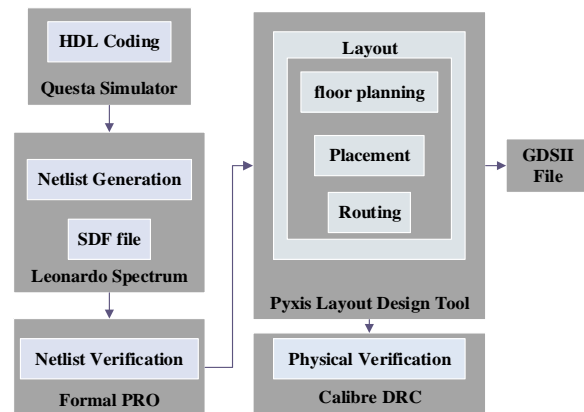 HDL Coding
Questa Simulator
Netlist Generation
SDF file
Leonardo Spectrum
Netlist Verification
Formal PRO
Layout
floor planning
Placement
Routing
Pyxis Layout Design Tool
Physical Verification
Calibre DRC
GDSII
File